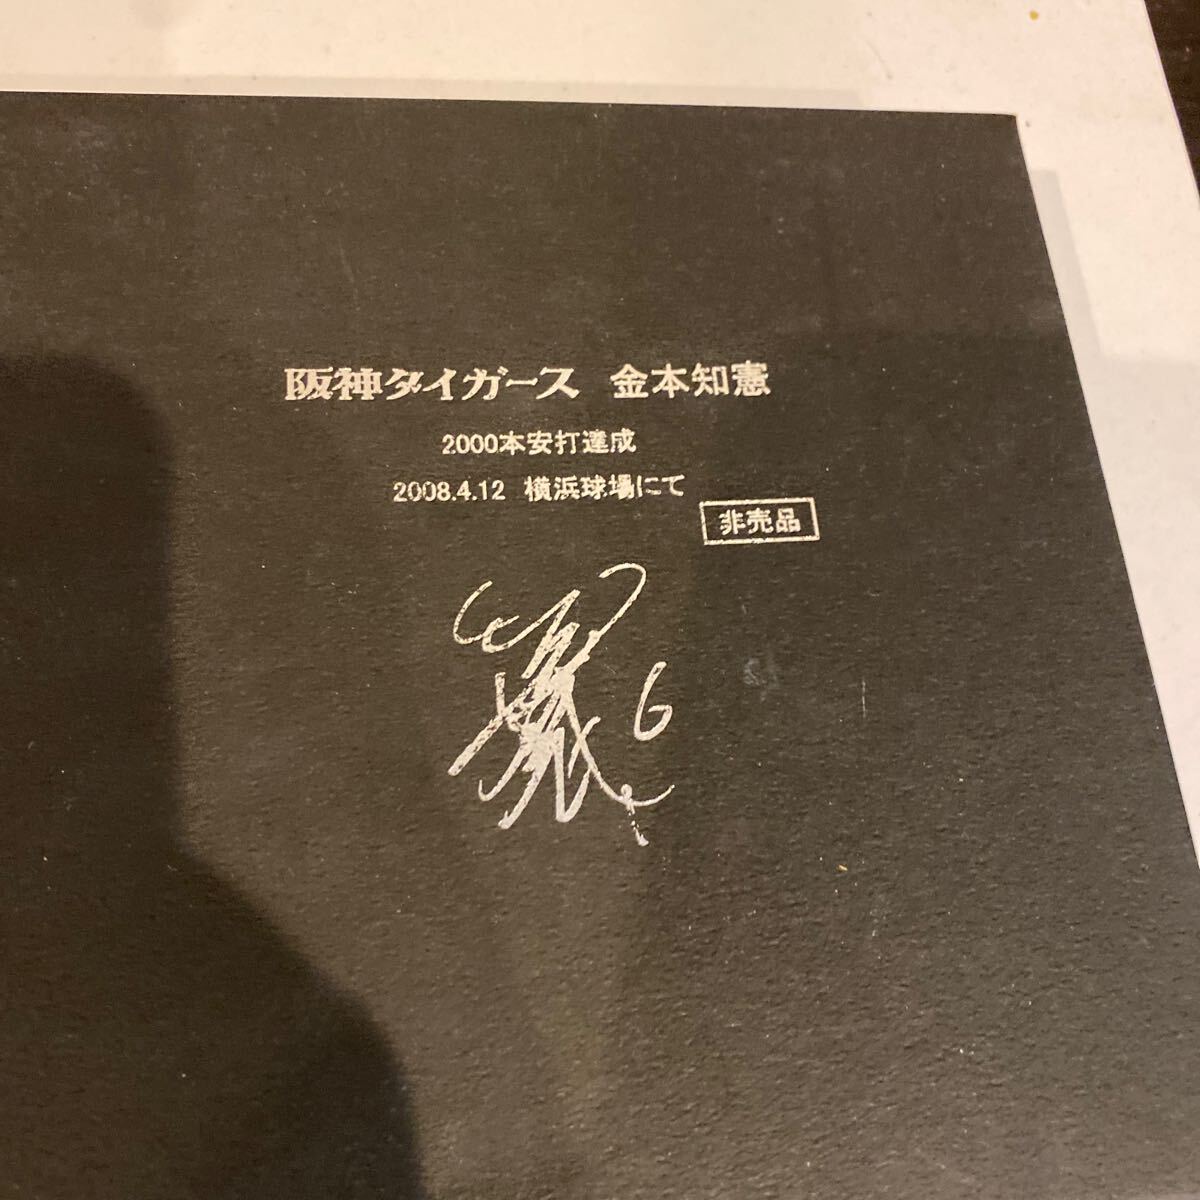 阪神タイガース 金本知憲
2000本安打達成
2008.4.12 横浜球場にて
非売品
6